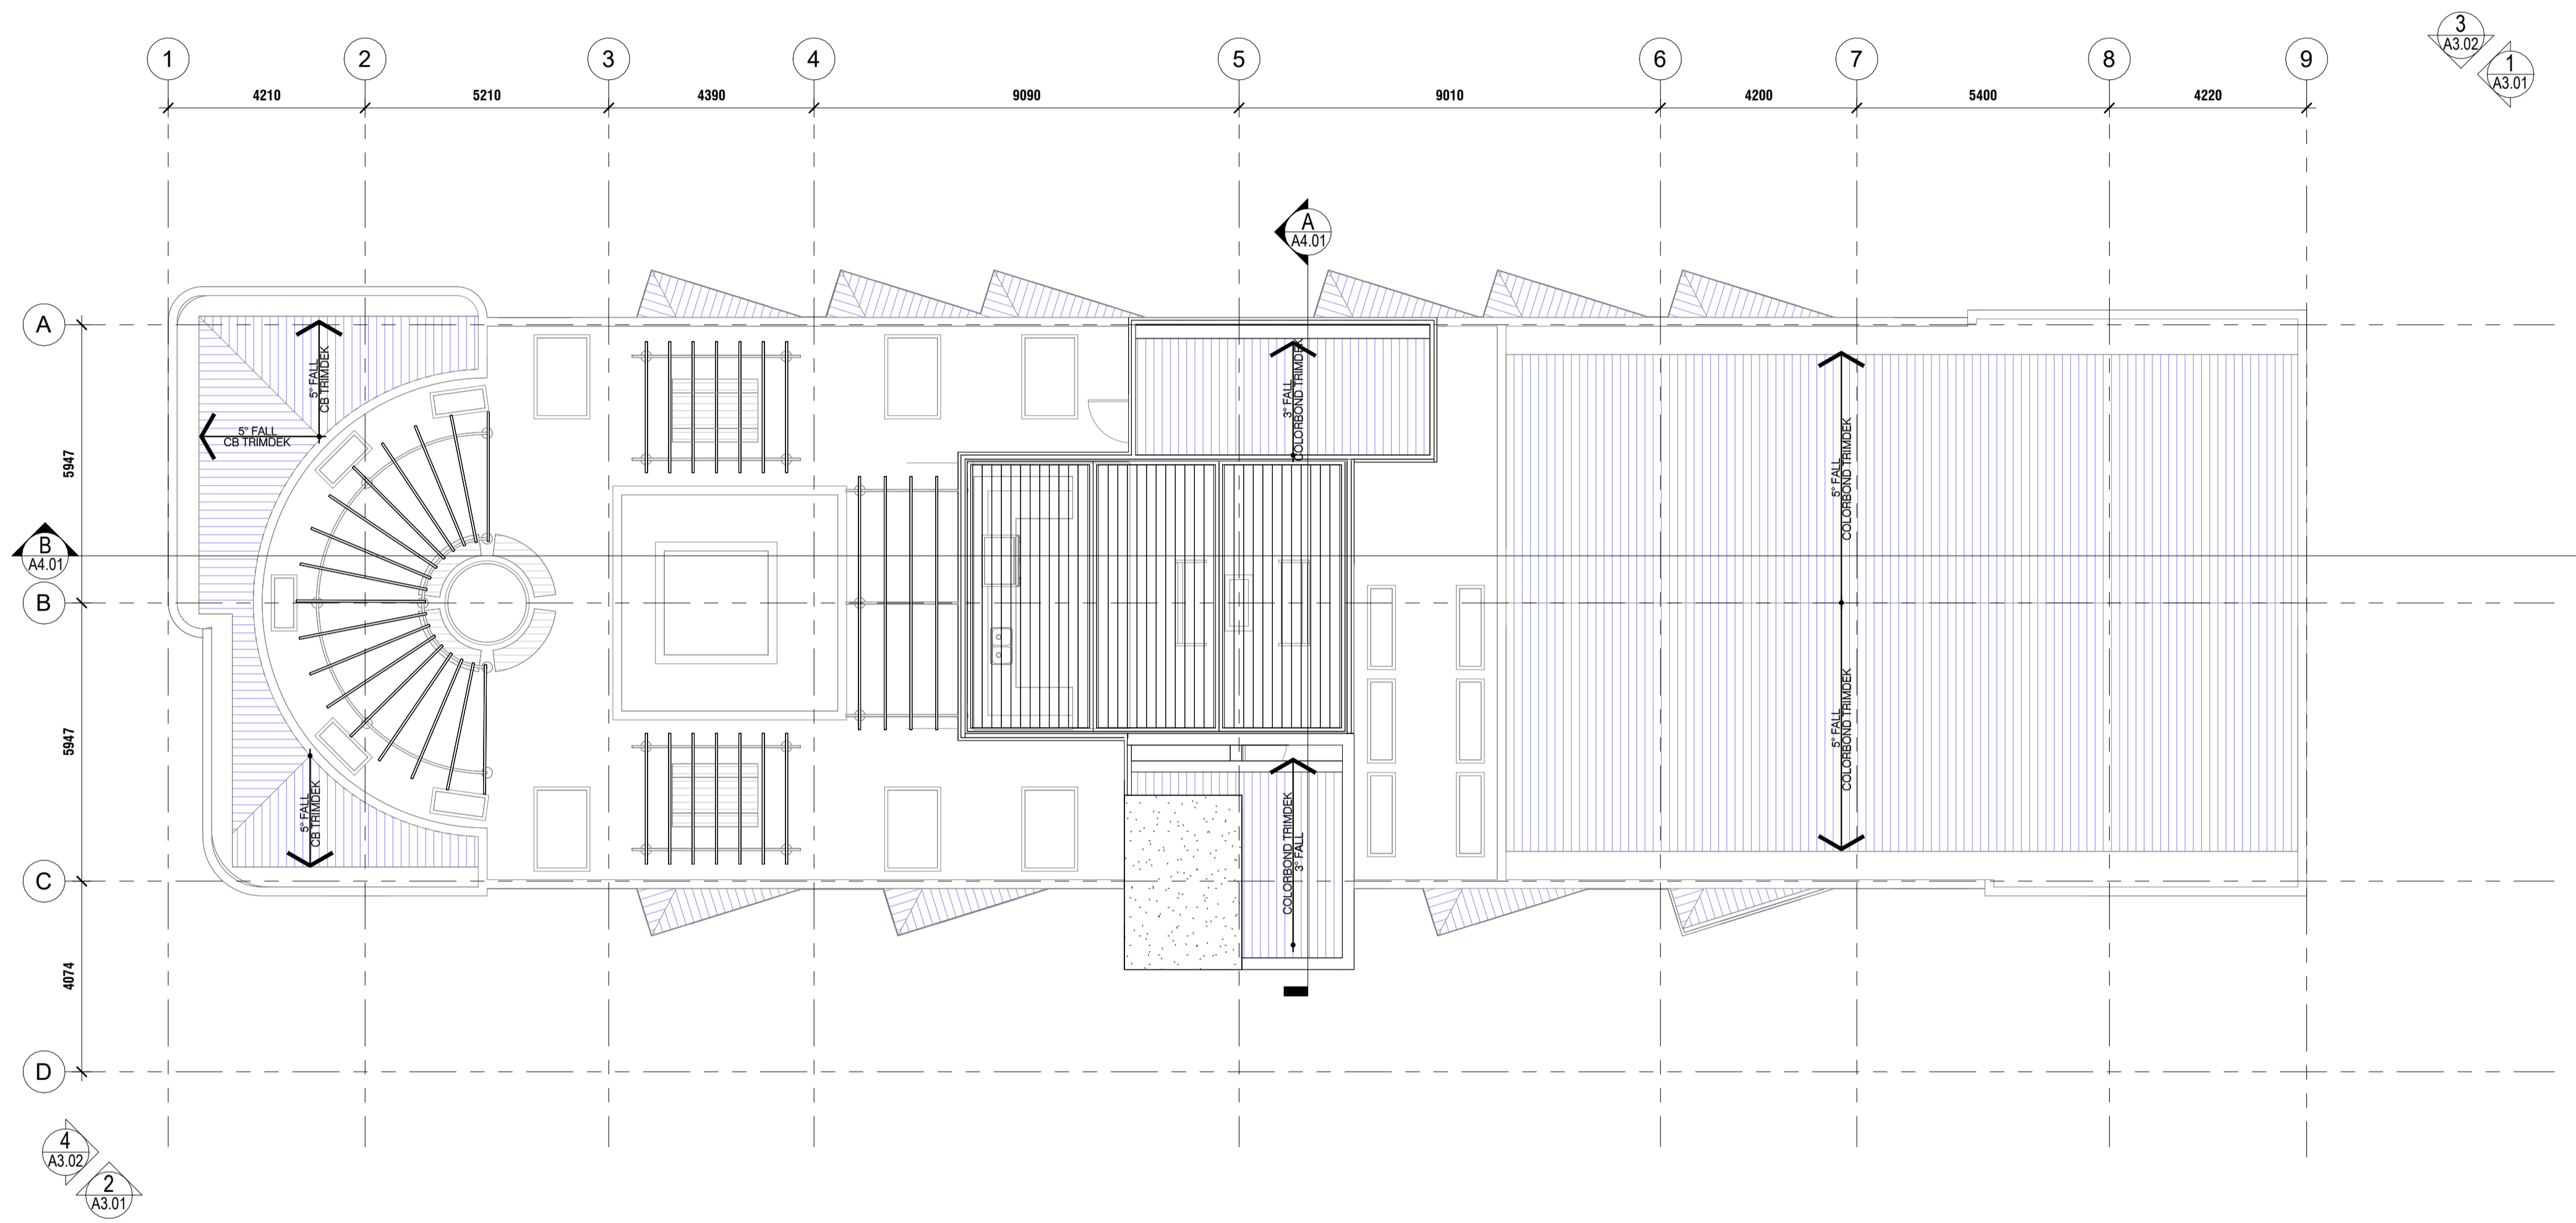 1
2
3
4
5
6
7
8
9
3
A3.02
1
A3.01
4210
5210
4390
9090
9010
4200
5400
4220
A
A4.01
A
5° FALL
CB TRIMDEK
5° FALL
CB TRIMDEK
3° FALL
COLORBOND TRIMDEK
5° FALL
COLORBOND TRIMDEK
5947
B
A4.01
B
5947
5° FALL
CB TRIMDEK
COLORBOND TRIMDEK
3° FALL
5° FALL
COLORBOND TRIMDEK
C
4074
D
4
A3.02
2
A3.01